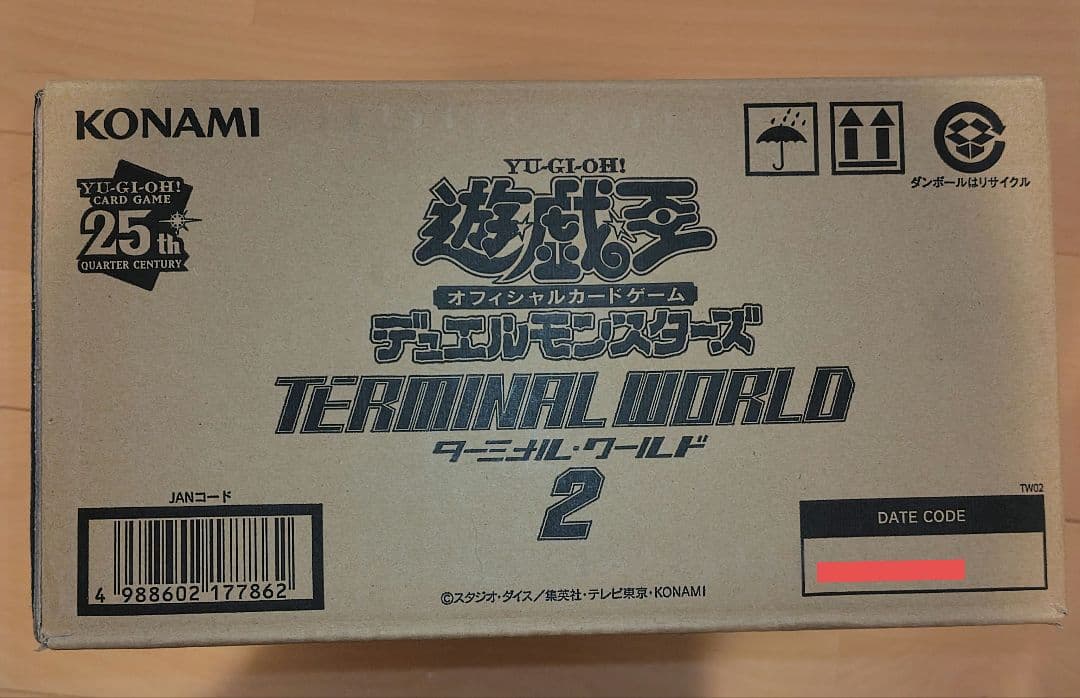 KONAMI
YU-GI-OH!
CARD GAME
25th
QUARTER CENTURY
ダンボールはリサイクル
YU-GI-OH!
遊☆戯☆王
オフィシャルカードゲーム
デュエルモンスターズ
TERMINAL WORLD
ターミナル・ワールド
2
JANコード
4 988602 177862
TW02
DATE CODE
©スタジオ・ダイス/集英社・テレビ東京・KONAMI